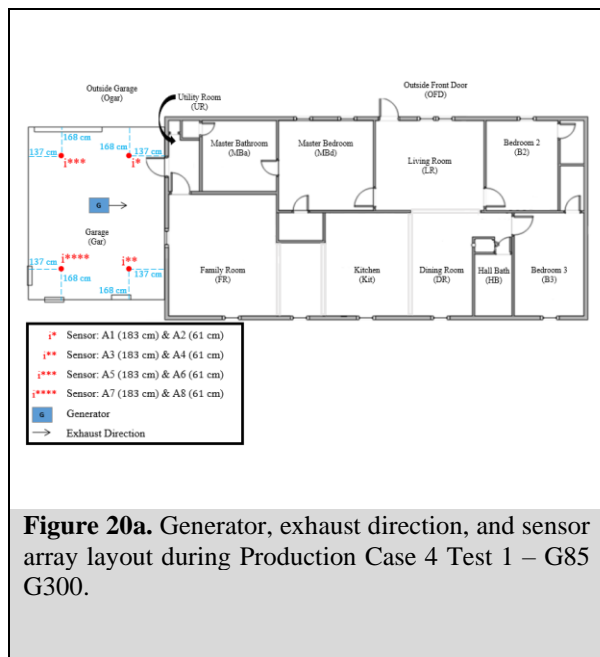 Outside Garage
(Ogar)
Utility Room
(UR)
Outside Front Door
(OFD)
168 cm
168 cm
137 cm
137 cm
i***
i*
Master Bathroom
(MBa)
Master Bedroom
(MBd)
Living Room
(LR)
Bedroom 2
(B2)
G
Garage
(Gar)
i****
i**
137 cm
137 cm
168 cm
168 cm
Family Room
(FR)
Kitchen
(Kit)
Dining Room
(DR)
Hall Bath
(HB)
Bedroom 3
(B3)
i* Sensor: A1 (183 cm) & A2 (61 cm)
i** Sensor: A3 (183 cm) & A4 (61 cm)
i*** Sensor: A5 (183 cm) & A6 (61 cm)
i**** Sensor: A7 (183 cm) & A8 (61 cm)
G Generator
Exhaust Direction
Figure 20a. Generator, exhaust direction, and sensor
array layout during Production Case 4 Test 1 – G85
G300.